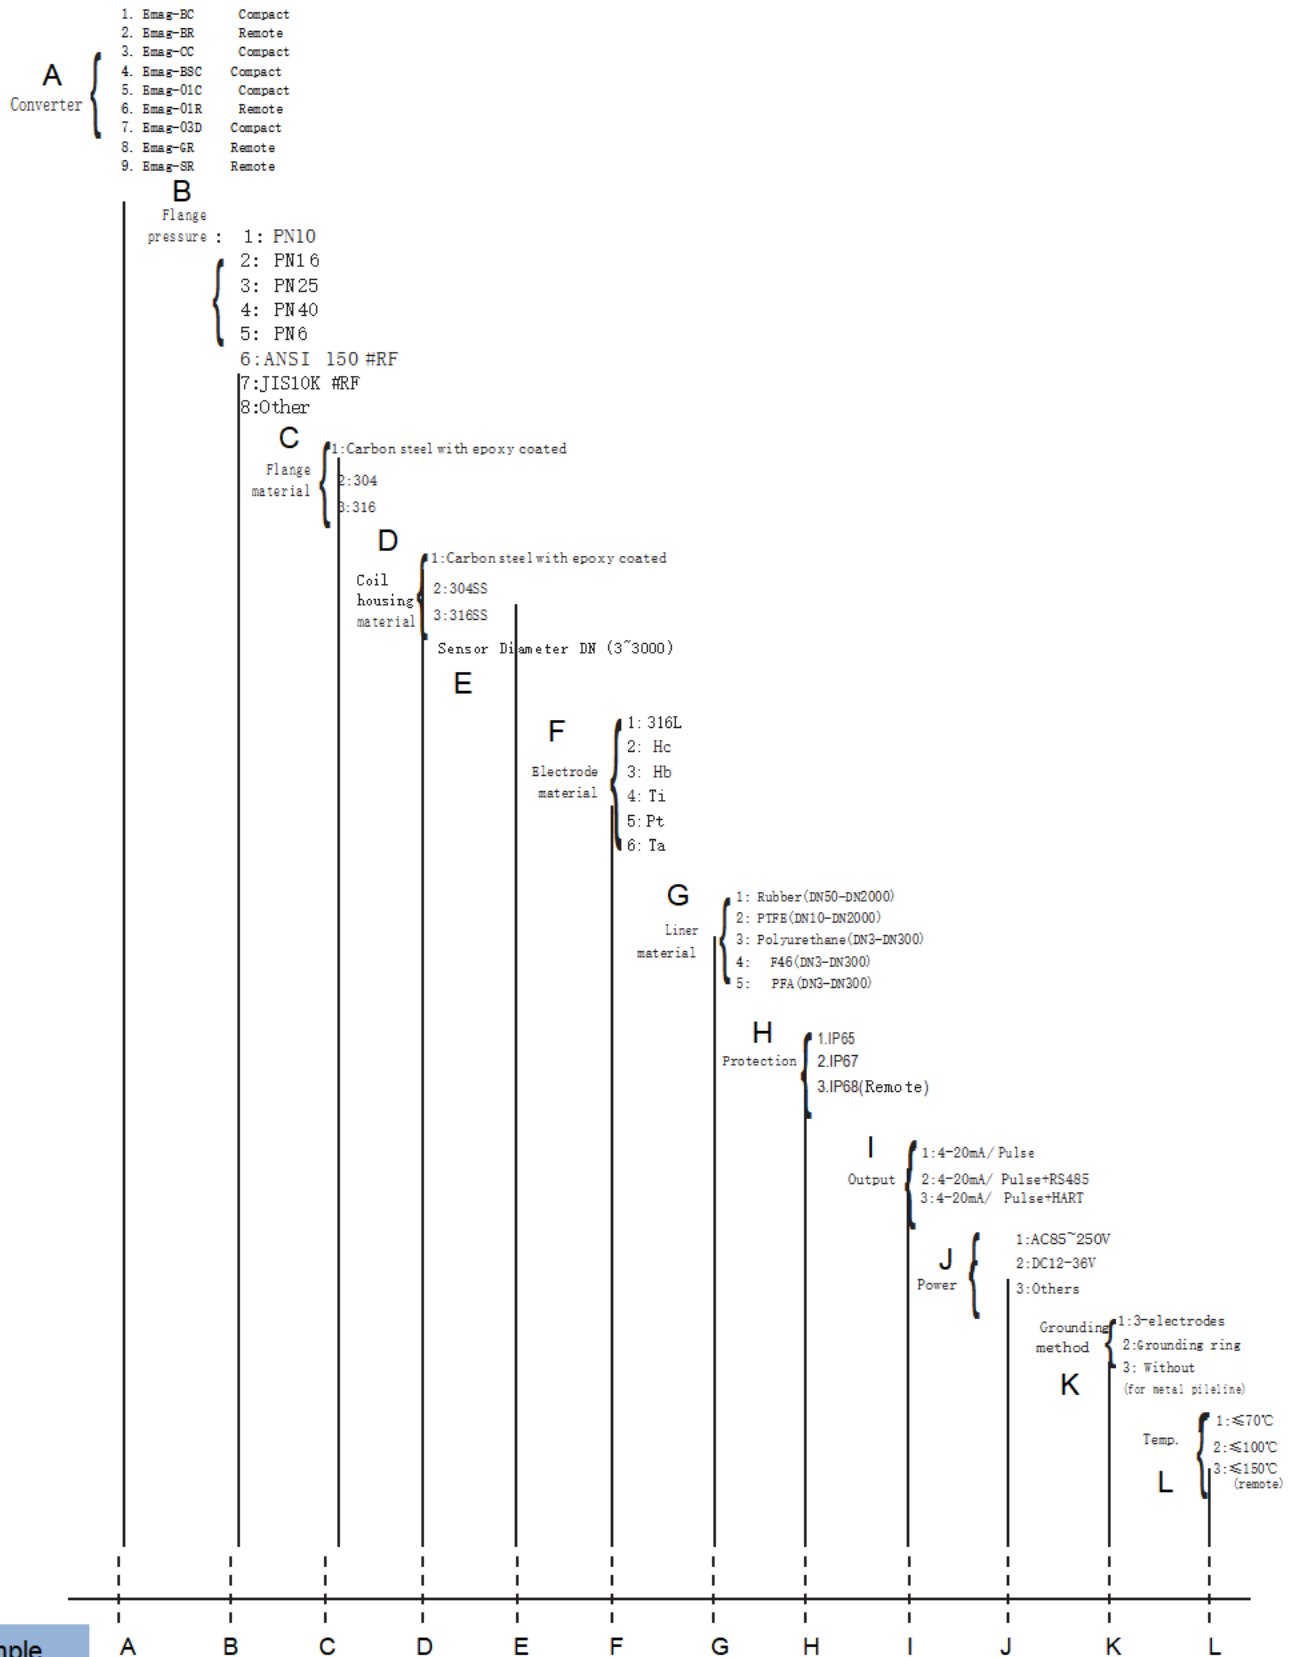 1. Emag-BC Compact
2. Emag-BR Remote
3. Emag-CC Compact
A
4. Emag-BSC Compact
5. Emag-01C Compact
Converter
6. Emag-01R Remote
7. Emag-03D Compact
8. Emag-GR Remote
9. Emag-SR Remote
B
Flange
pressure : 1: PN10
2: PN16
3: PN25
4: PN40
5: PN6
6:ANSI 150 #RF
7:JIS10K #RF
8:Other
C
1:Carbon steel with epoxy coated
Flange
material
2:304
3:316
D
1:Carbon steel with epoxy coated
Coil
housing
material
2:304SS
3:316SS
Sensor Diameter DN (3~3000)
E
F
Electrode
material
1: 316L
2: Hc
3: Hb
4: Ti
5: Pt
6: Ta
G
Liner
material
1: Rubber(DN50-DN2000)
2: PTFE(DN10-DN2000)
3: Polyurethane(DN3-DN300)
4: F46(DN3-DN300)
5: PFA(DN3-DN300)
H
Protection
1.IP65
2.IP67
3.IP68(Remote)
I
Output
1:4-20mA/Pulse
2:4-20mA/ Pulse+RS485
3:4-20mA/ Pulse+HART
J
Power
1:AC85~250V
2:DC12-36V
3:Others
Grounding
method
K
1:3-electrodes
2:Grounding ring
3: Without
(for metal pileline)
Temp.
L
1:≤70℃
2:≤100℃
3:≤150℃
(remote)
A B C D E F G H I J K L